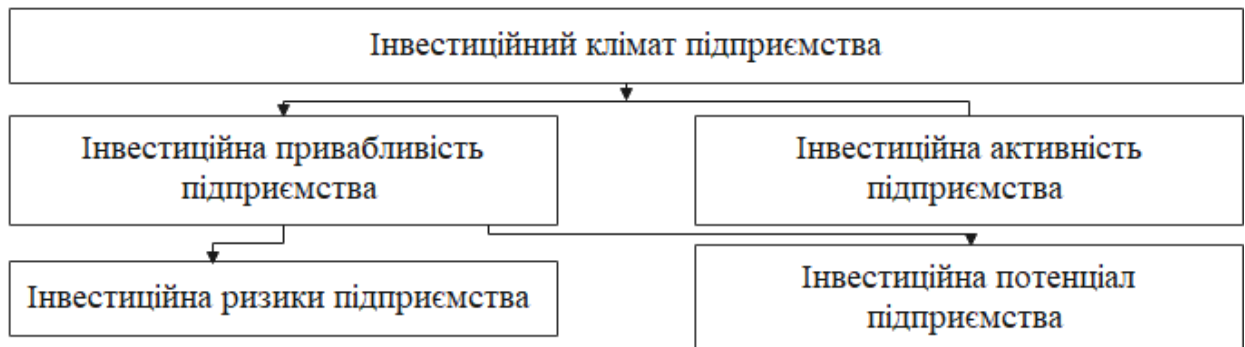 Інвестиційний клімат підприємства
Інвестиційна привабливість
підприємства
Інвестиційна активність
підприємства
Інвестиційна ризики підприємства
Інвестиційна потенціал
підприємства